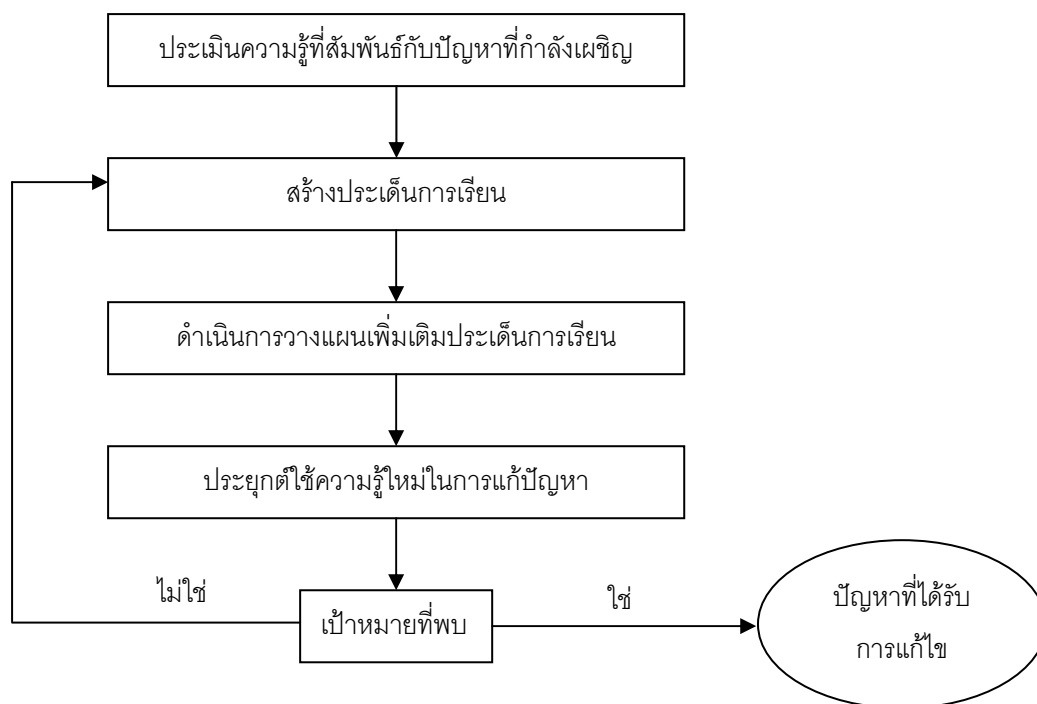 ประเมินความรู้ที่สัมพันธ์กับปัญหาที่กำลังเผชิญ
สร้างประเด็นการเรียน
ดำเนินการวางแผนเพิ่มเติมประเด็นการเรียน
ประยุกต์ใช้ความรู้ใหม่ในการแก้ปัญหา
ไม่ใช่
เป้าหมายที่พบ
ใช่
ปัญหาที่ได้รับ
การแก้ไข